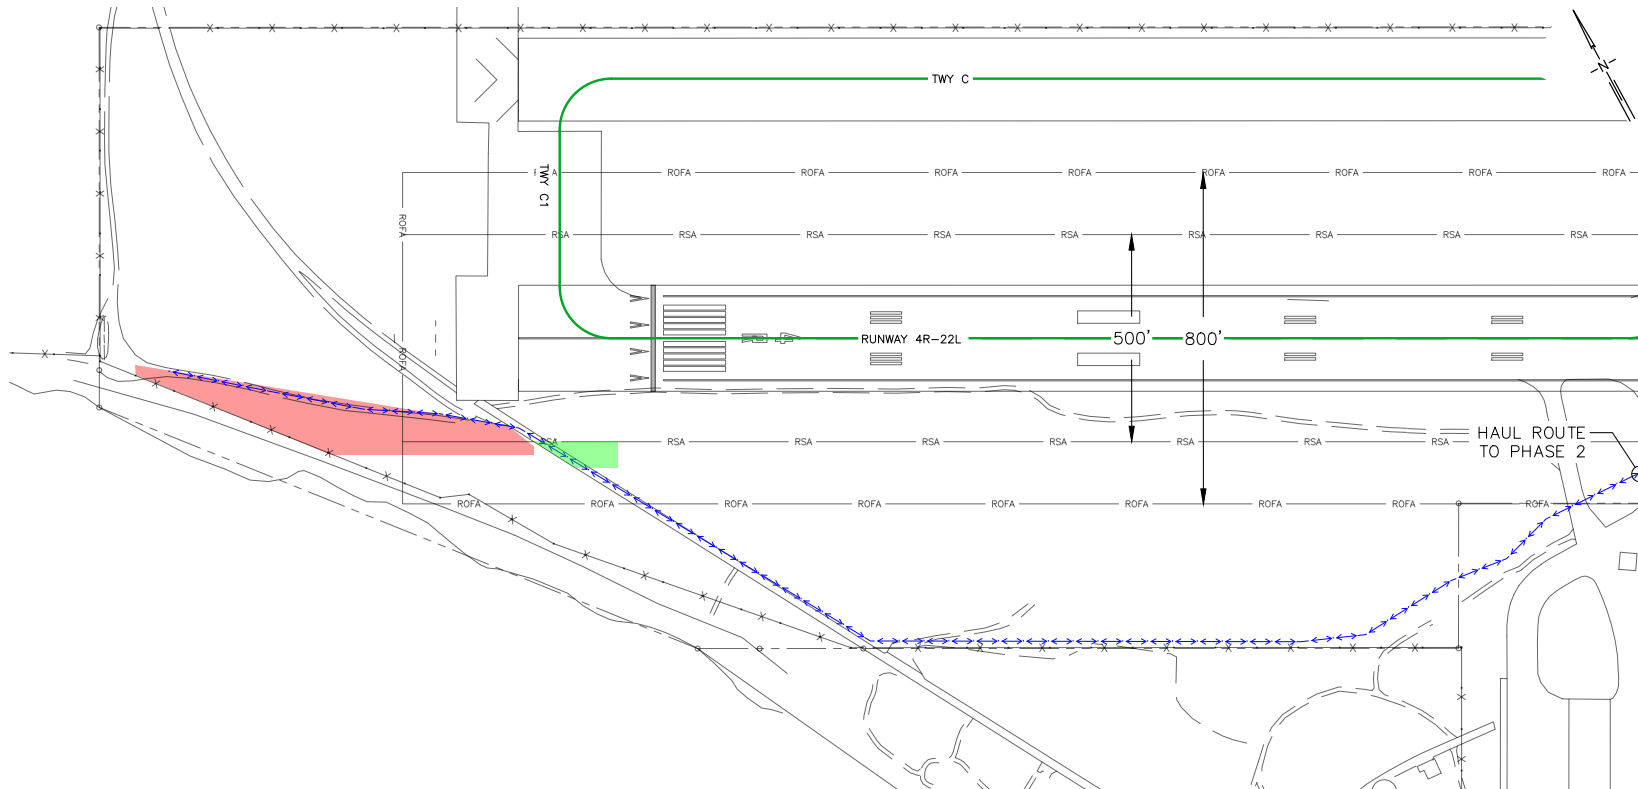 TWY C
N
TWY C1
ROFA ROFA ROFA ROFA ROFA ROFA ROFA ROFA
ROFA
RSA RSA RSA RSA RSA RSA RSA RSA RSA
RUNWAY 4R-22L
500'
800'
4R
ROFA
RSA RSA RSA RSA RSA RSA RSA RSA
HAUL ROUTE
TO PHASE 2
ROFA ROFA ROFA ROFA ROFA ROFA ROFA ROFA ROFA